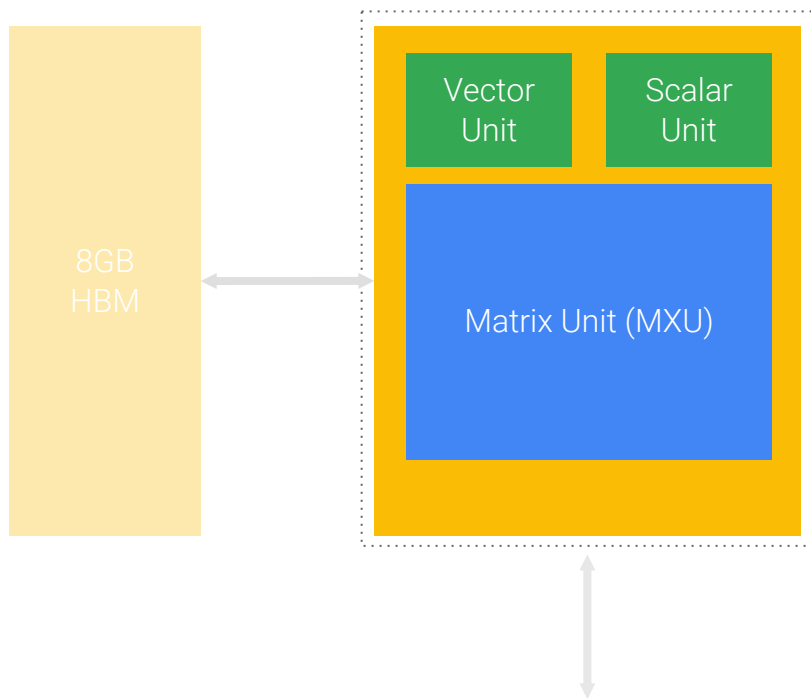 Vector
Unit
Scalar
Unit
8GB
HBM
Matrix Unit (MXU)